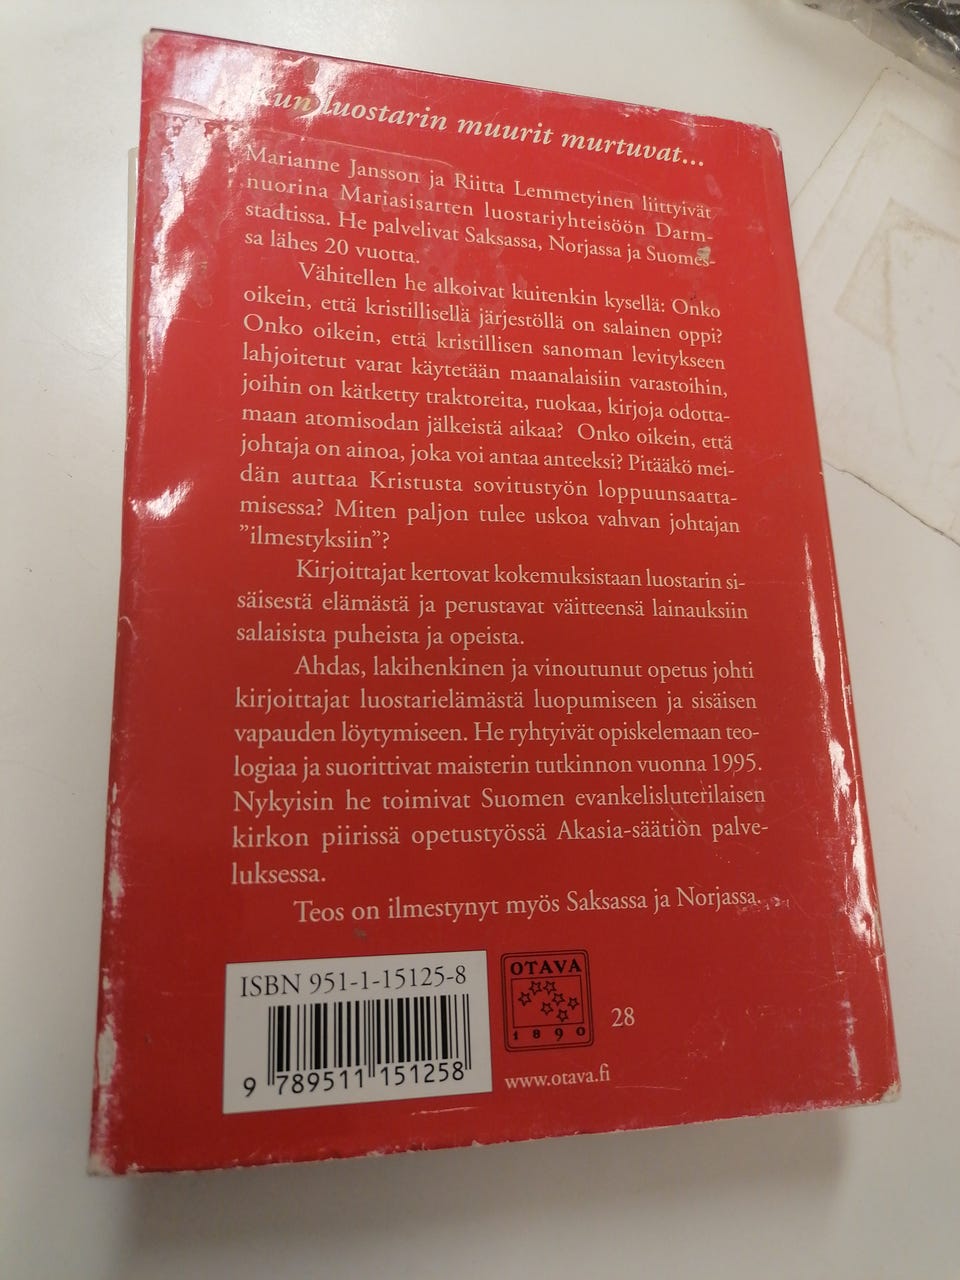 Kun luostarin muurit murtuvat...
Marianne Jansson ja Riitta Lemmetyinen liittyivät
nuorina Mariasisarten luostariyhteisöön Darm-
stadtissa. He palvelivat Saksassa, Norjassa ja Suomes-
sa lähes 20 vuotta.
Vähitellen he alkoivat kuitenkin kysellä: Onko
oikein, että kristillisellä järjestöllä on salainen oppi?
Onko oikein, että kristillisen sanoman levitykseen
lahjoitetut varat käytetään maanalaisiin varastoihin,
joihin on kätketty traktoreita, ruokaa, kirjoja odotta-
maan atomisodan jälkeistä aikaa? Onko oikein, että
johtaja on ainoa, joka voi antaa anteeksi? Pitääkö mei-
dän auttaa Kristusta sovitustyön loppuunsaatta-
misessa? Miten paljon tulee uskoa vahvan johtajan
"ilmestyksiin"?
Kirjoittajat kertovat kokemuksistaan luostarin si-
säisestä elämästä ja perustavat väitteensä lainauksiin
salaisista puheista ja opeista.
Ahdas, lakihenkinen ja vinoutunut opetus johti
kirjoittajat luostarielämästä luopumiseen ja sisäisen
vapauden löytymiseen. He ryhtyivät opiskelemaan teo-
logiaa ja suorittivat maisterin tutkinnon vuonna 1995.
Nykyisin he toimivat Suomen evankelisluterilaisen
kirkon piirissä opetustyössä Akasia-säätiön palve-
luksessa.
Teos on ilmestynyt myös Saksassa ja Norjassa.
ISBN 951-1-15125-8
9 789511 151258
OTAVA
1890
28
www.otava.fi